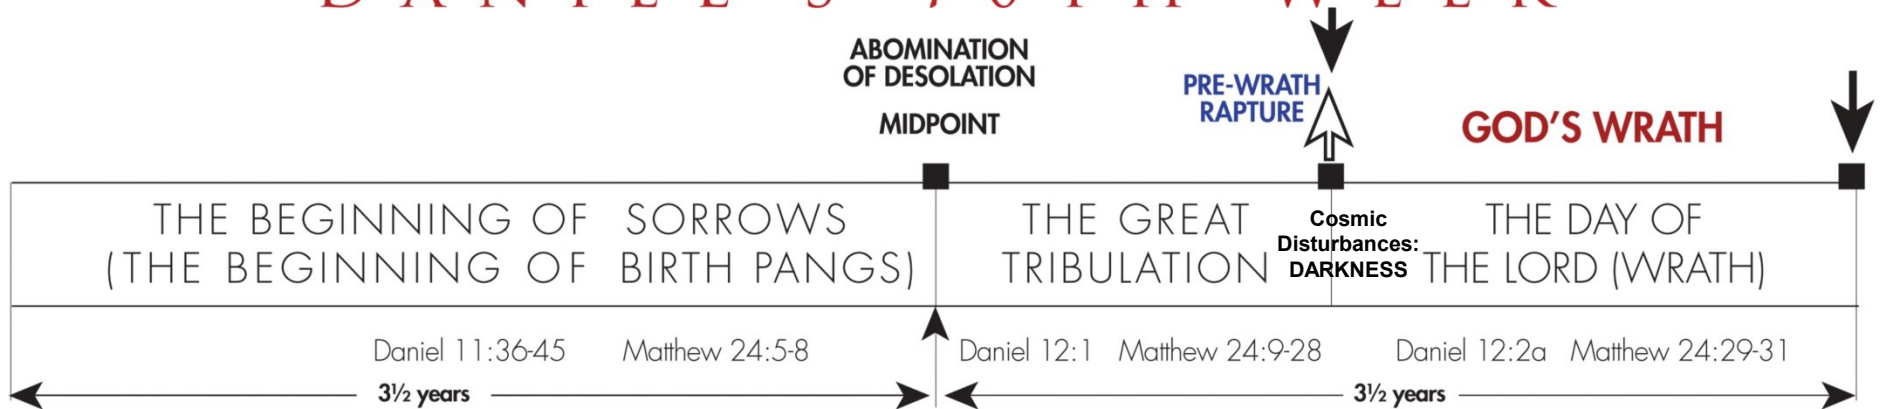 DANIEL'S 70TH WEEK
ABOMINATION
OF DESOLATION
MIDPOINT
PRE-WRATH
RAPTURE
GOD'S WRATH
THE BEGINNING OF SORROWS
(THE BEGINNING OF BIRTH PANGS)
THE GREAT
TRIBULATION
Cosmic
Disturbances:
DARKNESS
THE DAY OF
THE LORD (WRATH)
Daniel 11:36-45 Matthew 24:5-8
Daniel 12:1 Matthew 24:9-28
Daniel 12:2a Matthew 24:29-31
3½ years
3½ years